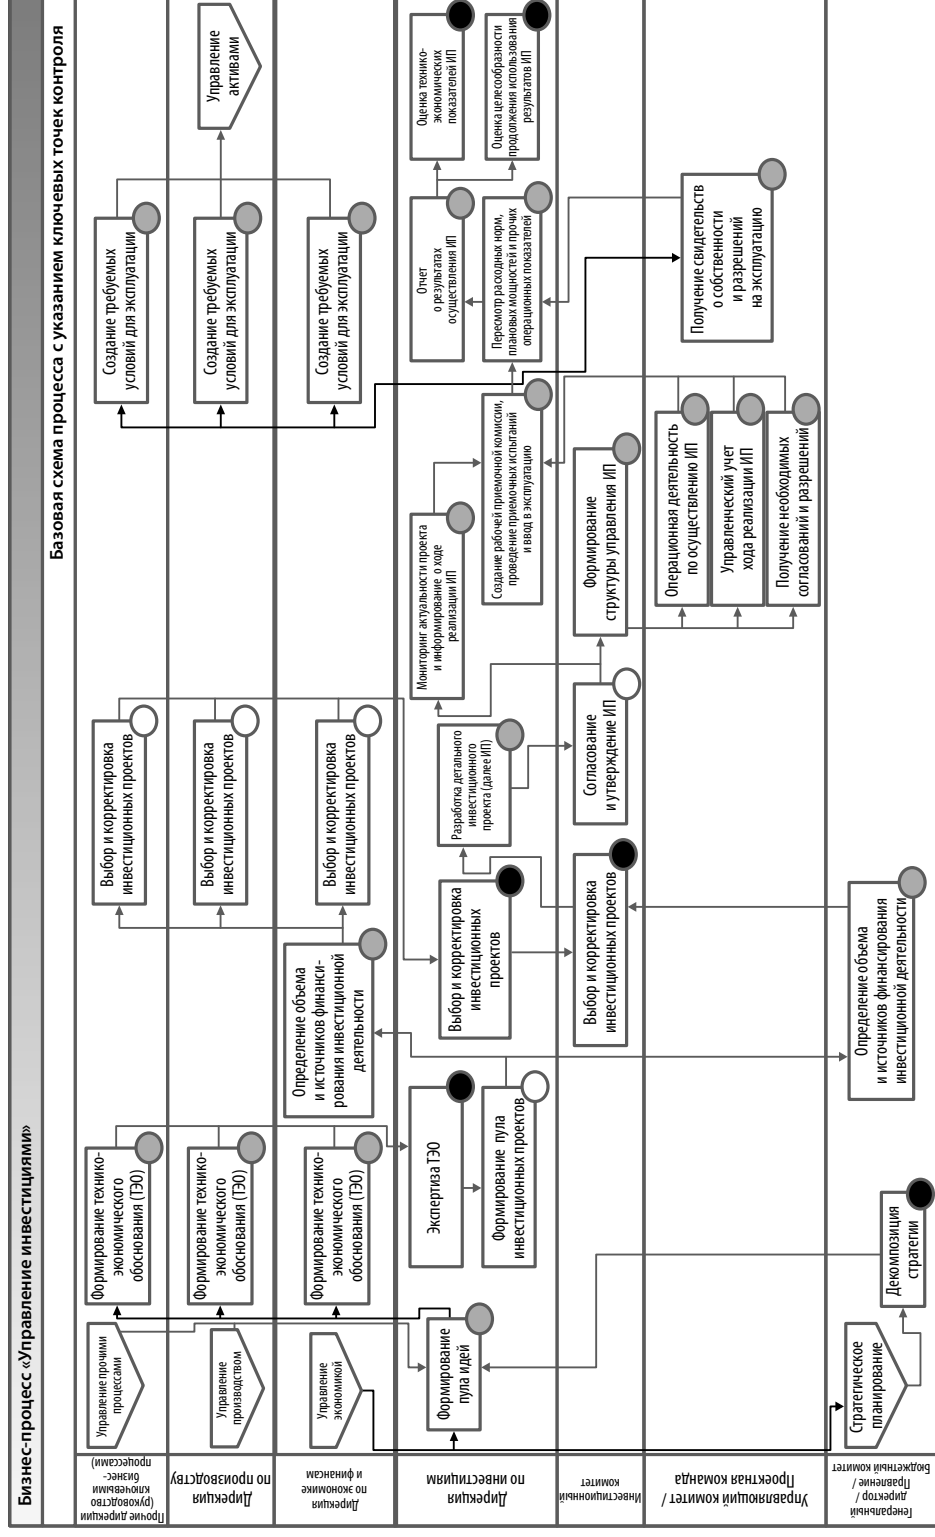 Бизнес-процесс «Управление инвестициями»
Базовая схема процесса с указанием ключевых точек контроля
Прочие дирекции
(руководство
ключевыми
бизнес-
процессами)
Управление прочими
процессами
Формирование технико-
экономического
обоснования (ТЭО)
Выбор и корректировка
инвестиционных проектов
Создание требуемых
условий для эксплуатации
Дирекция
по производству
Управление
производством
Формирование технико-
экономического
обоснования (ТЭО)
Выбор и корректировка
инвестиционных проектов
Создание требуемых
условий для эксплуатации
Управление
активами
Дирекция
по экономике
и финансам
Управление
экономикой
Формирование технико-
экономического
обоснования (ТЭО)
Определение объема
и источников финанси-
рования инвестиционной
деятельности
Выбор и корректировка
инвестиционных проектов
Создание требуемых
условий для эксплуатации
Дирекция
по инвестициям
Формирование
пула идей
Экспертиза ТЭО
Формирование пула
инвестиционных проектов
Выбор и корректировка
инвестиционных
проектов
Разработка детального
инвестиционного
проекта (далее ИП)
Мониторинг актуальности проекта
и информирование о ходе
реализации ИП
Создание рабочей приемочной комиссии,
проведение приемочных испытаний
и ввод в эксплуатацию
Отчет
о результатах
осуществления ИП
Пересмотр расходных норм,
плановых мощностей и прочих
операционных показателей
Оценка технико-
экономических
показателей ИП
Оценка целесообразности
продолжения использования
результатов ИП
Инвестиционный
комитет
Выбор и корректировка
инвестиционных проектов
Согласование
и утверждение ИП
Формирование
структуры управления ИП
Управляющий комитет /
Проектная команда
Операционная деятельность
по осуществлению ИП
Управленческий учет
хода реализации ИП
Получение необходимых
согласований и разрешений
Получение свидетельств
о собственности
и разрешений
на эксплуатацию
Генеральный
директор /
Правление /
Бюджетный комитет
Стратегическое
планирование
Декомпозиция
стратегии
Определение объема
и источников финансирования
инвестиционной деятельности